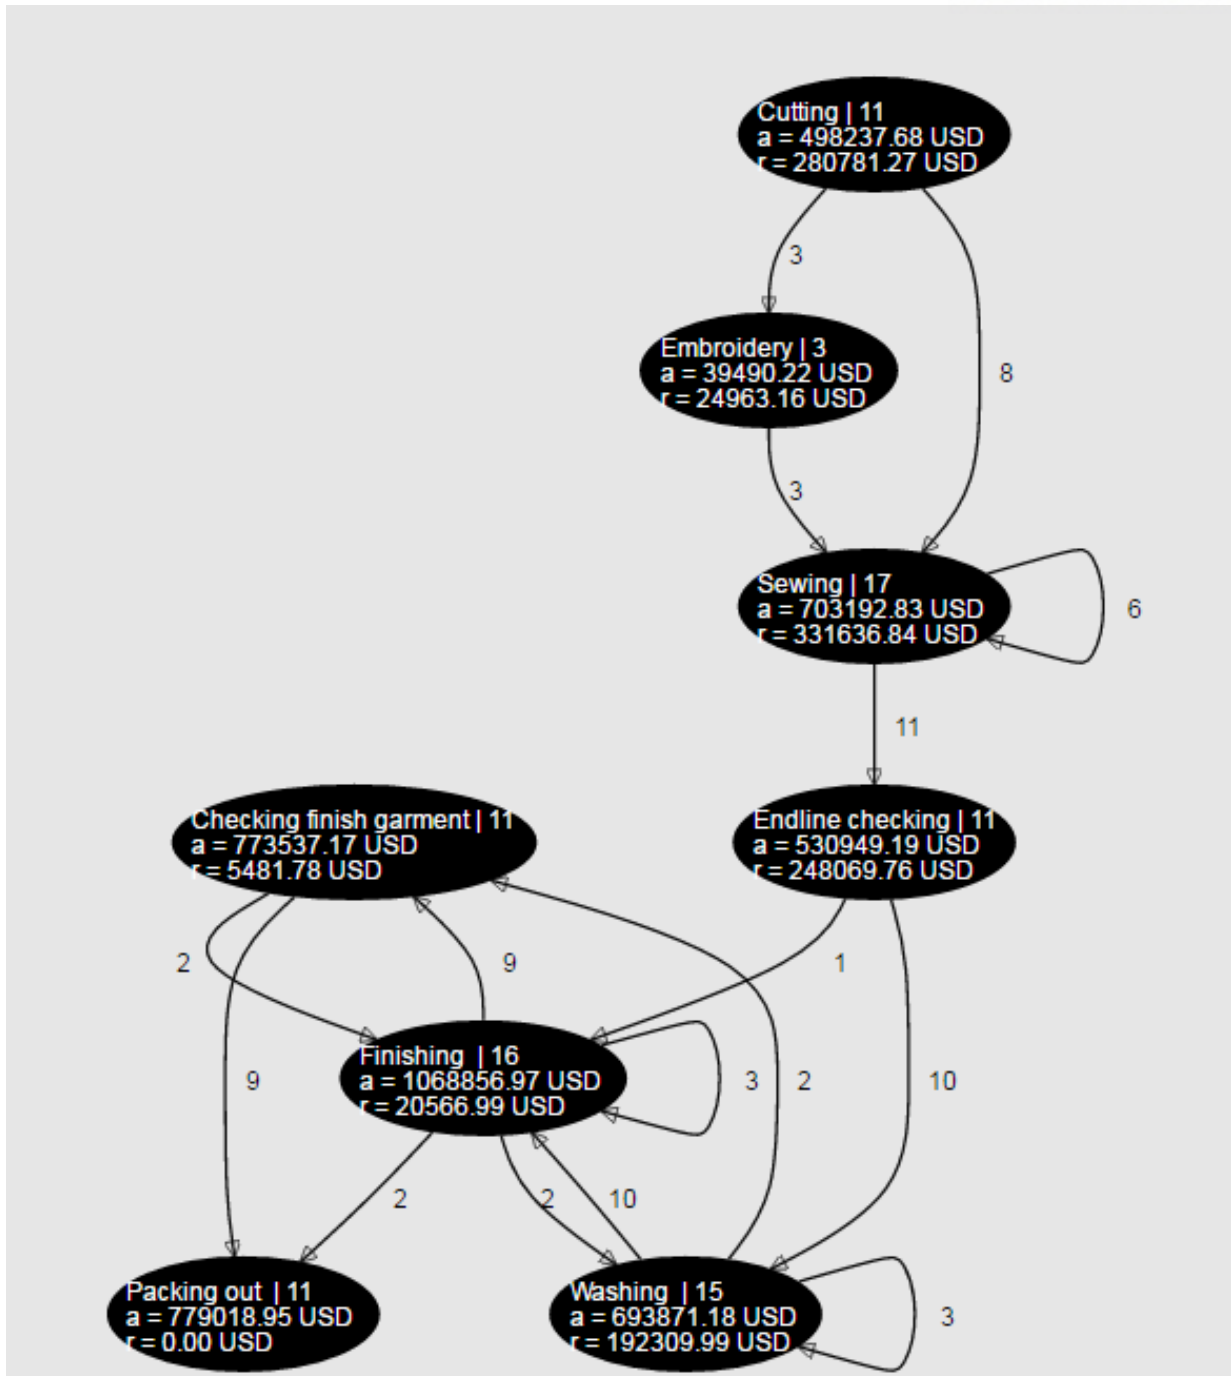 Cutting | 11
a = 498237.68 USD
r = 280781.27 USD
3
8
Embroidery | 3
a = 39490.22 USD
r = 24963.16 USD
3
Sewing | 17
a = 703192.83 USD
r = 331636.84 USD
6
11
Checking finish garment | 11
a = 773537.17 USD
r = 5481.78 USD
Endline checking | 11
a = 530949.19 USD
r = 248069.76 USD
2
9
1
9
Finishing | 16
a = 1068856.97 USD
r = 20566.99 USD
3
2
10
2
2
10
Packing out | 11
a = 779018.95 USD
r = 0.00 USD
Washing | 15
a = 693871.18 USD
r = 192309.99 USD
3